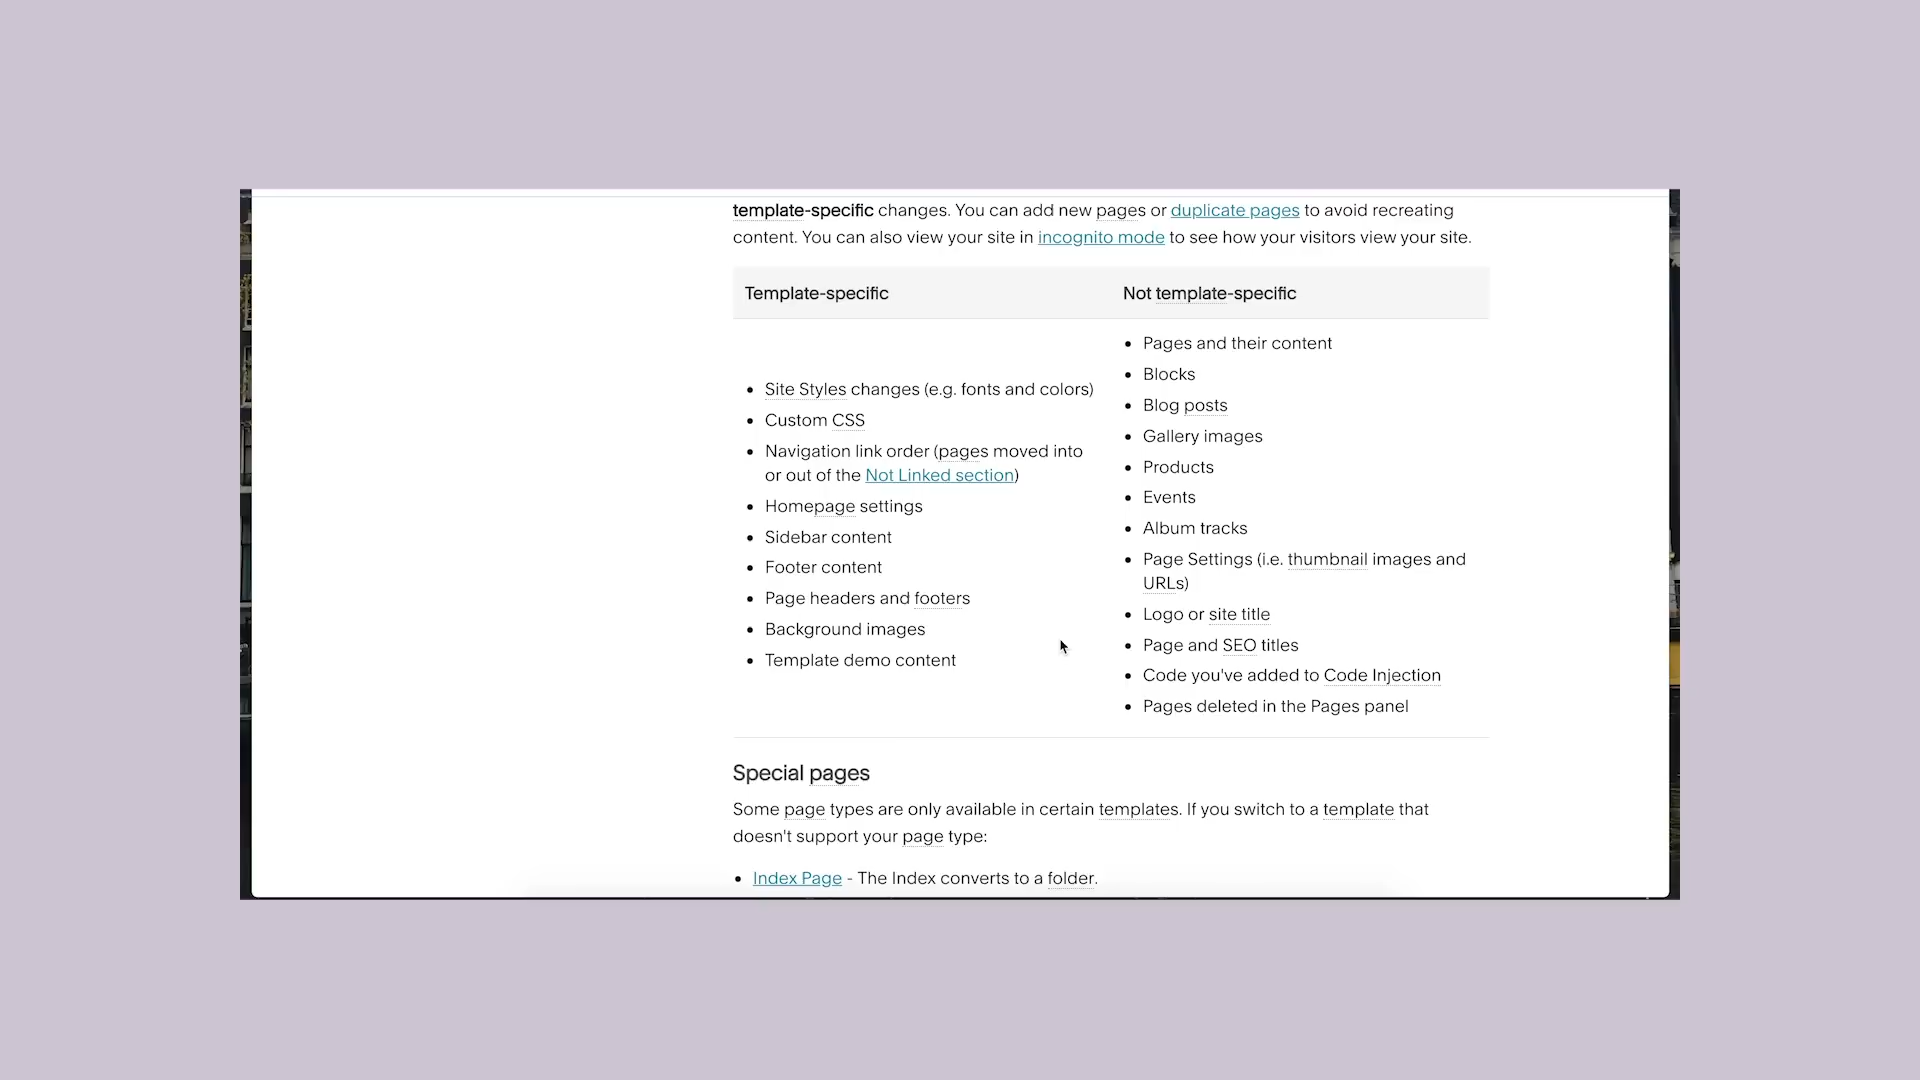 template-specific changes. You can add new pages or duplicate pages to avoid recreating
content. You can also view your site in incognito mode to see how your visitors view your site.
Template-specific
Not template-specific
• Site Styles changes (e.g. fonts and colors)
• Custom CSS
• Navigation link order (pages moved into
or out of the Not Linked section)
• Homepage settings
• Sidebar content
• Footer content
• Page headers and footers
• Background images
• Template demo content
• Pages and their content
• Blocks
• Blog posts
• Gallery images
• Products
• Events
• Album tracks
• Page Settings (i.e. thumbnail images and
URLs)
• Logo or site title
• Page and SEO titles
• Code you've added to Code Injection
• Pages deleted in the Pages panel
Special pages
Some page types are only available in certain templates. If you switch to a template that
doesn't support your page type:
• Index Page - The Index converts to a folder.